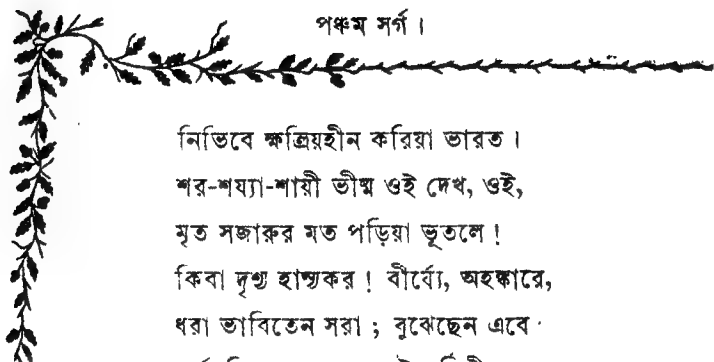 পঞ্চম সর্গ।
নিভিবে ক্ষত্রিয়হীন করিয়া ভারত।
শর-শয্যা-শায়ী ভীষ্ম ওই দেখ, ওই,
মৃত সজারুর মত পড়িয়া ভূতলে!
কিবা দৃশ্য হাস্যকর! বীর্য্যে, অহঙ্কারে,
ধরা ভাবিতেন সরা; বুঝেছেন এবে